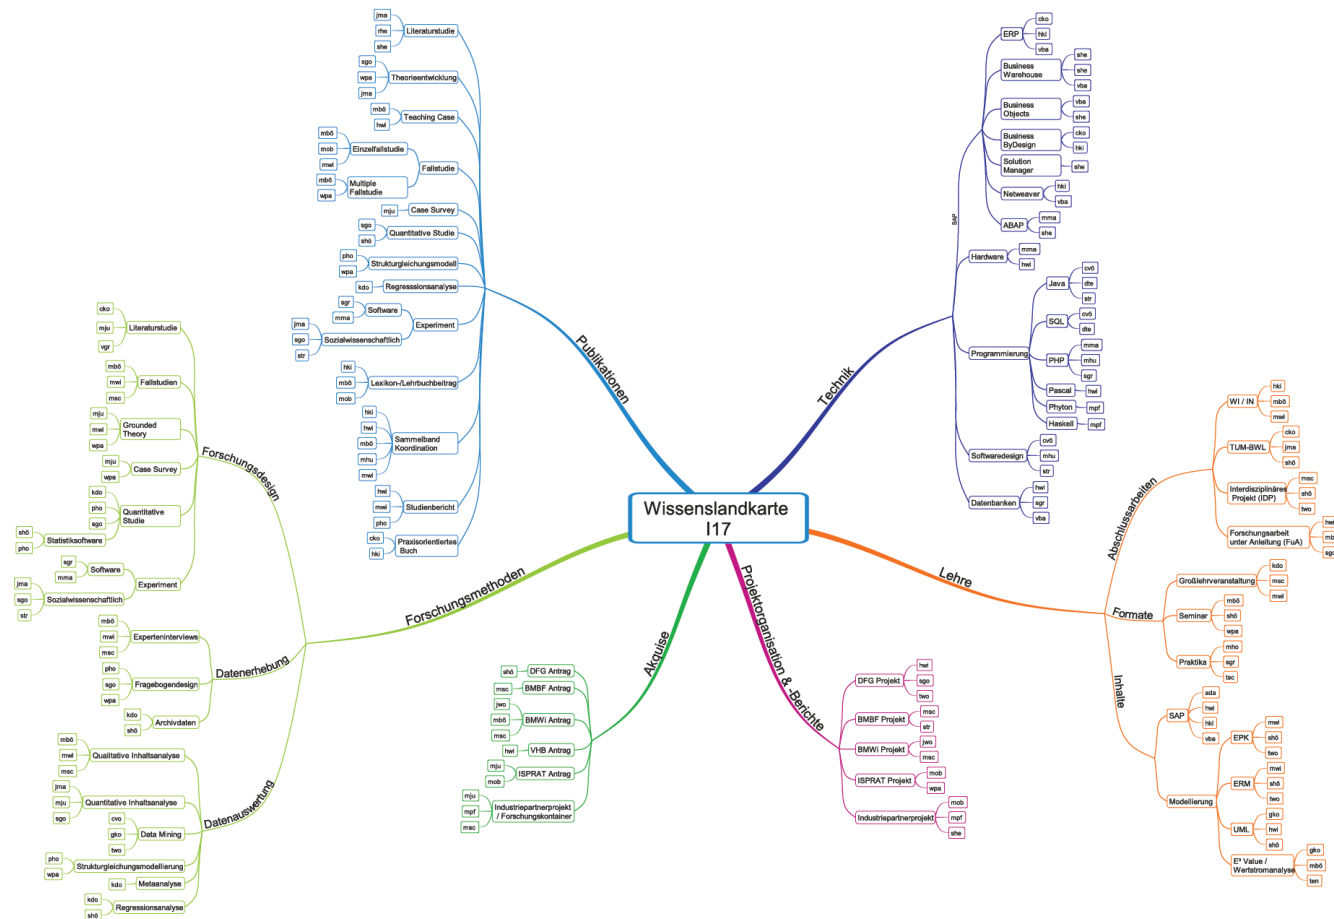 Wissenslandkarte
I17
Publikationen
Literaturstudie
jma
rhe
she
Theorieentwicklung
sgo
wpa
jma
Teaching Case
mbö
hwi
Fallstudie
Einzelfallstudie
mbö
mob
mwi
Multiple
Fallstudie
mbö
wpa
Case Survey
mju
Quantitative Studie
sgo
shö
Strukturgleichungsmodell
pho
wpa
Regresssionsanalyse
kdo
Experiment
Software
sgr
mma
Sozialwissenschaftlich
jma
sgo
str
Lexikon-/Lehrbuchbeitrag
hki
mbö
mob
Sammelband
Koordination
hki
hwi
mbö
mhu
mwi
Studienbericht
hwi
mwi
pho
Praxisorientiertes
Buch
cko
hki
Technik
SAP
ERP
cko
hki
vba
Business
Warehouse
she
she
vba
Business
Objects
vba
she
Business
ByDesign
cko
hki
Solution
Manager
she
Netweaver
hki
vba
ABAP
mma
she
Hardware
mma
hwi
Programmierung
Java
cvö
dte
str
SQL
cvö
dte
PHP
mma
mhu
sgr
Pascal
hwi
Phyton
mpf
Haskell
mpf
Softwaredesign
cvö
mhu
str
Datenbanken
hwi
sgr
vba
Forschungsmethoden
Forschungsdesign
Literaturstudie
cko
mju
vgr
Fallstudien
mbö
mwi
msc
Grounded
Theory
mju
mwi
wpa
Case Survey
mju
wpa
Quantitative
Studie
kdo
pho
sgo
Statistiksoftware
shö
pho
Experiment
Software
sgr
mma
Sozialwissenschaftlich
jma
sgo
str
Datenerhebung
Experteninterviews
mbö
mwi
msc
Fragebogendesign
pho
sgo
wpa
Archivdaten
kdo
shö
Datenauswertung
Qualitative Inhaltsanalyse
mbö
mwi
msc
Quantitative Inhaltsanalyse
jma
mju
sgo
Data Mining
cvo
gko
two
Strukturgleichungsmodellierung
pho
wpa
Metaanalyse
kdo
Regressionsanalyse
kdo
shö
Akquise
DFG Antrag
shö
BMBF Antrag
msc
BMWi Antrag
jwo
mbö
msc
VHB Antrag
hwi
ISPRAT Antrag
mju
mob
Industriepartnerprojekt
/ Forschungskontainer
mju
mpf
msc
Projektorganisation & -Berichte
DFG Projekt
hwi
sgo
two
BMBF Projekt
msc
str
BMWi Projekt
jwo
msc
ISPRAT Projekt
mob
wpa
Industriepartnerprojekt
mob
mpf
she
Lehre
Abschlussarbeiten
WI / IN
hki
mbö
mwi
TUM-BWL
cko
jma
shö
Interdisziplinäres
Projekt (IDP)
msc
shö
two
Forschungsarbeit
unter Anleitung (FuA)
hwi
sgo
Formate
Großlehrveranstaltung
kdo
msc
mwi
Seminar
mbö
shö
wpa
Praktika
mho
sgr
tsc
Inhalte
SAP
ada
hwi
hki
vba
Modellierung
EPK
mwi
shö
two
ERM
mwi
shö
two
UML
gko
hwi
shö
E³ Value /
Wertstromanalyse
gko
mbö
ten